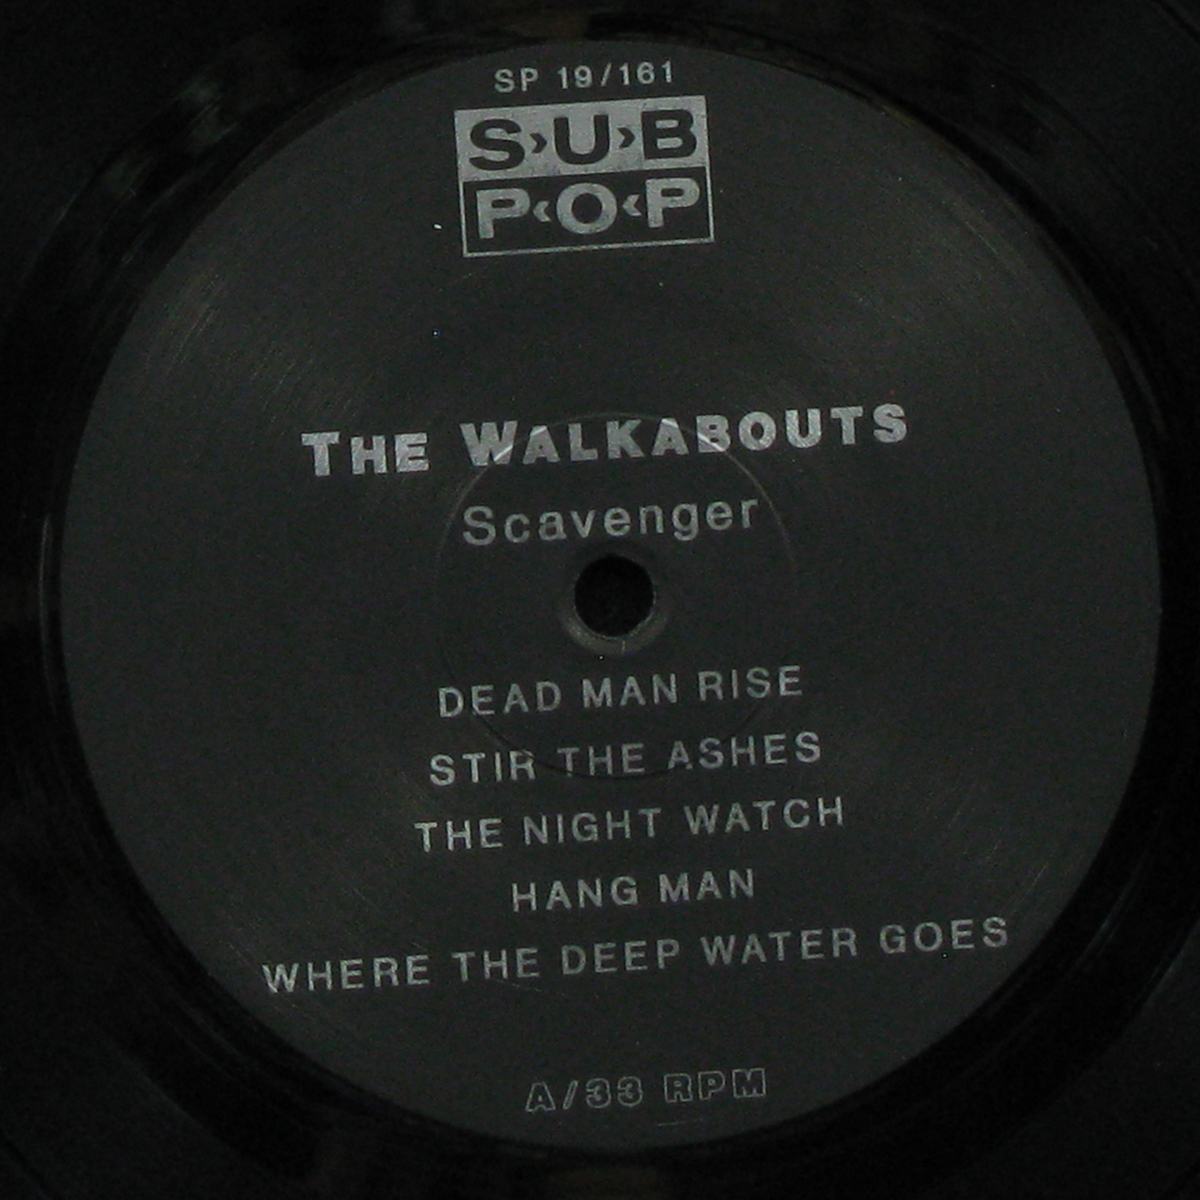 SP 19/161
S›U›B
P‹O‹P
THE WALKABOUTS
Scavenger
DEAD MAN RISE
STIR THE ASHES
THE NIGHT WATCH
HANG MAN
WHERE THE DEEP WATER GOES
A/33 RPM